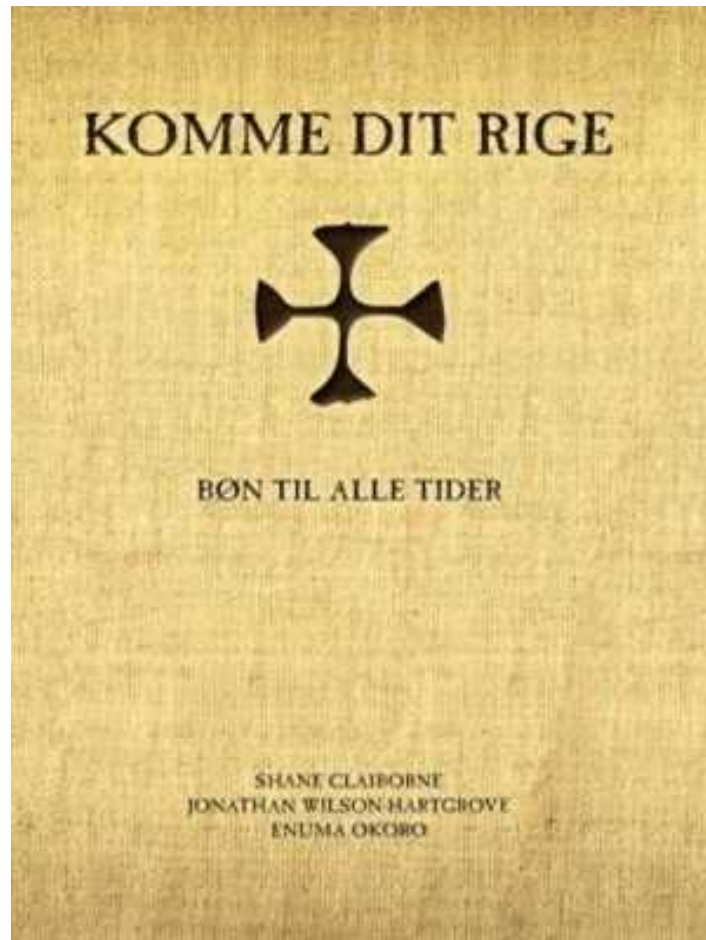 KOMME DIT RIGE
BØN TIL ALLE TIDER
SHANE CLAIBORNE
JONATHAN WILSON HARTGROVE
ENUMA OKORO